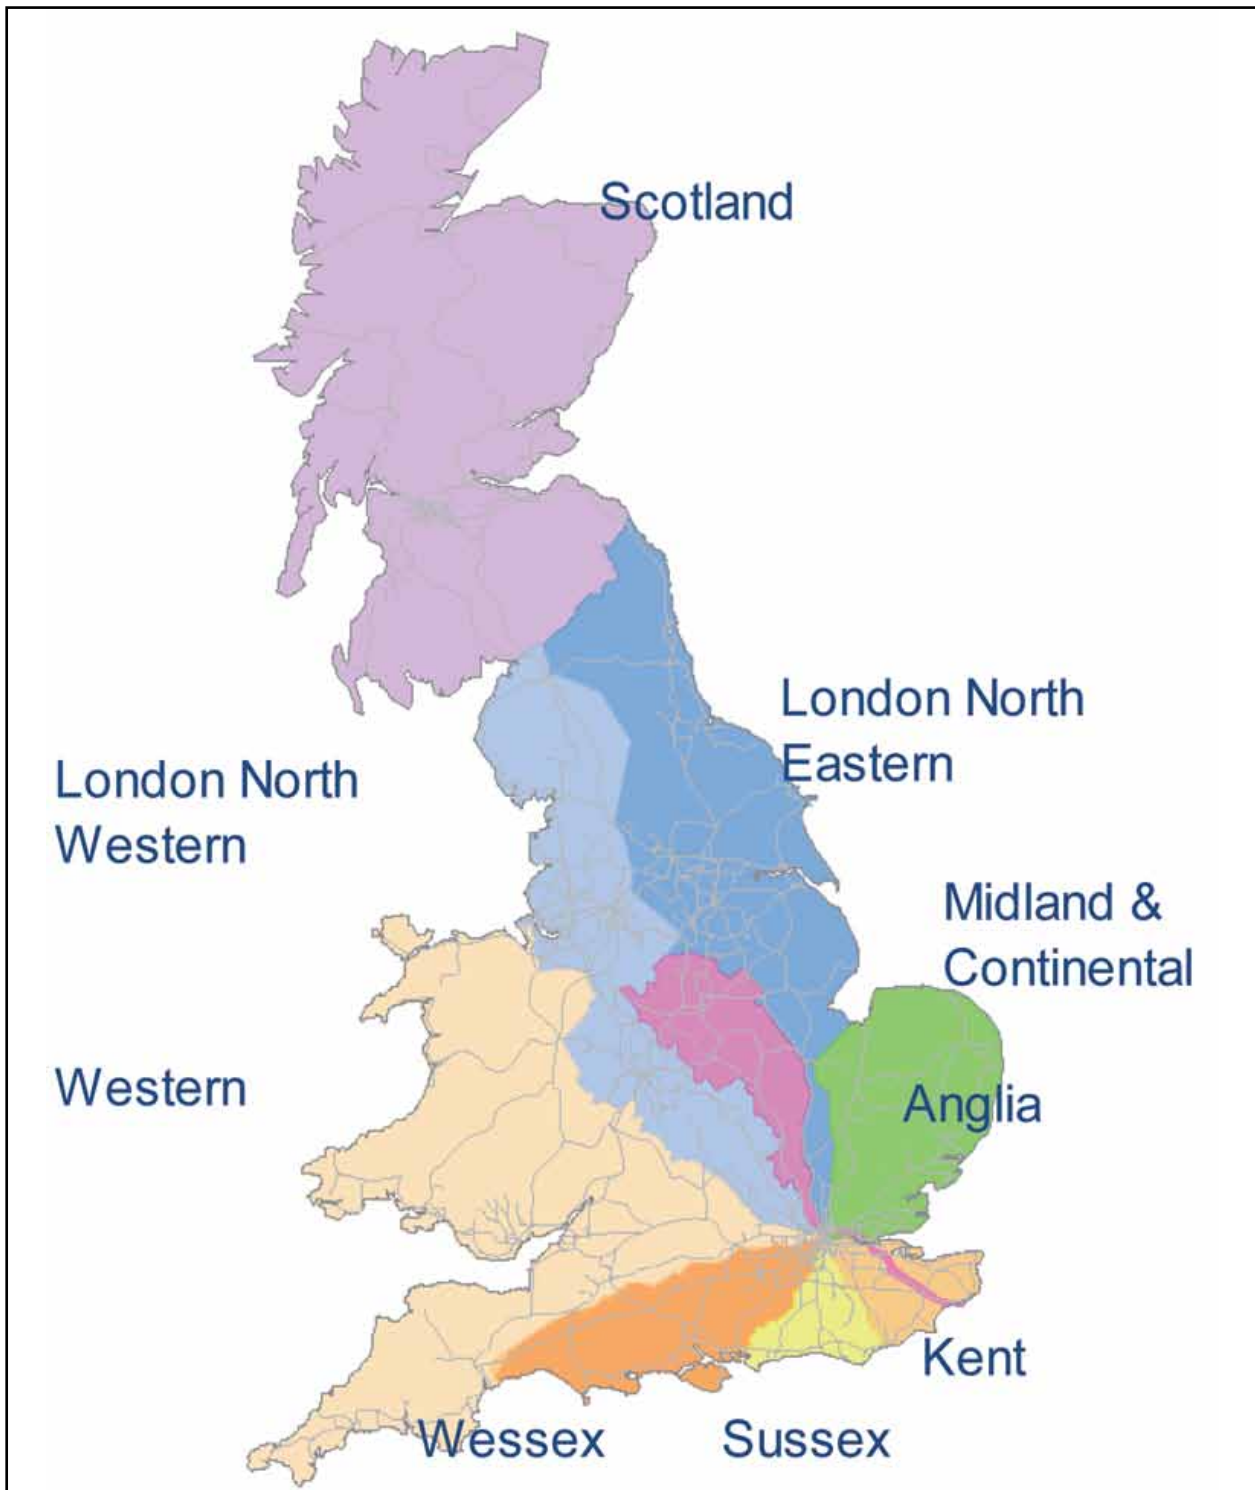 Scotland
London North
Eastern
London North
Western
Midland &
Continental
Western
Anglia
Kent
Wessex
Sussex